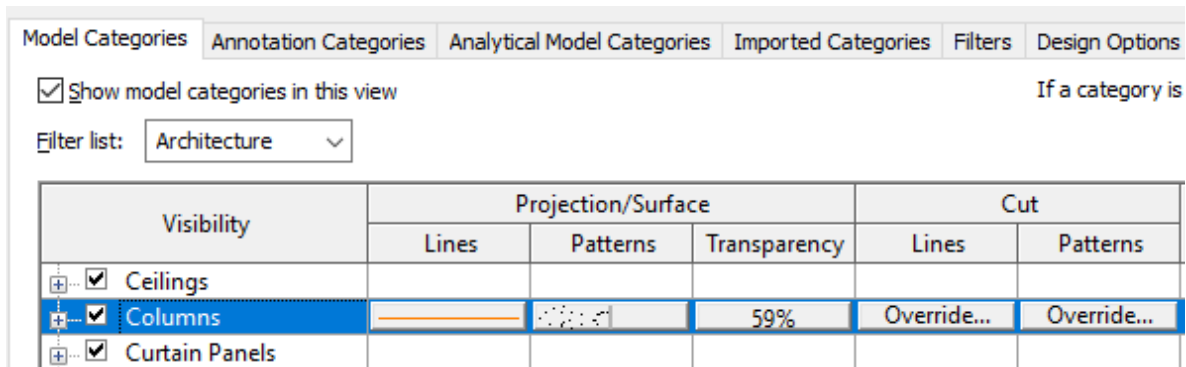 Model Categories Annotation Categories Analytical Model Categories Imported Categories Filters Design Options
Show model categories in this view If a category is
Filter list: Architecture
Visibility Projection/Surface Cut
Lines Patterns Transparency Lines Patterns
Ceilings
Columns 59% Override... Override...
Curtain Panels